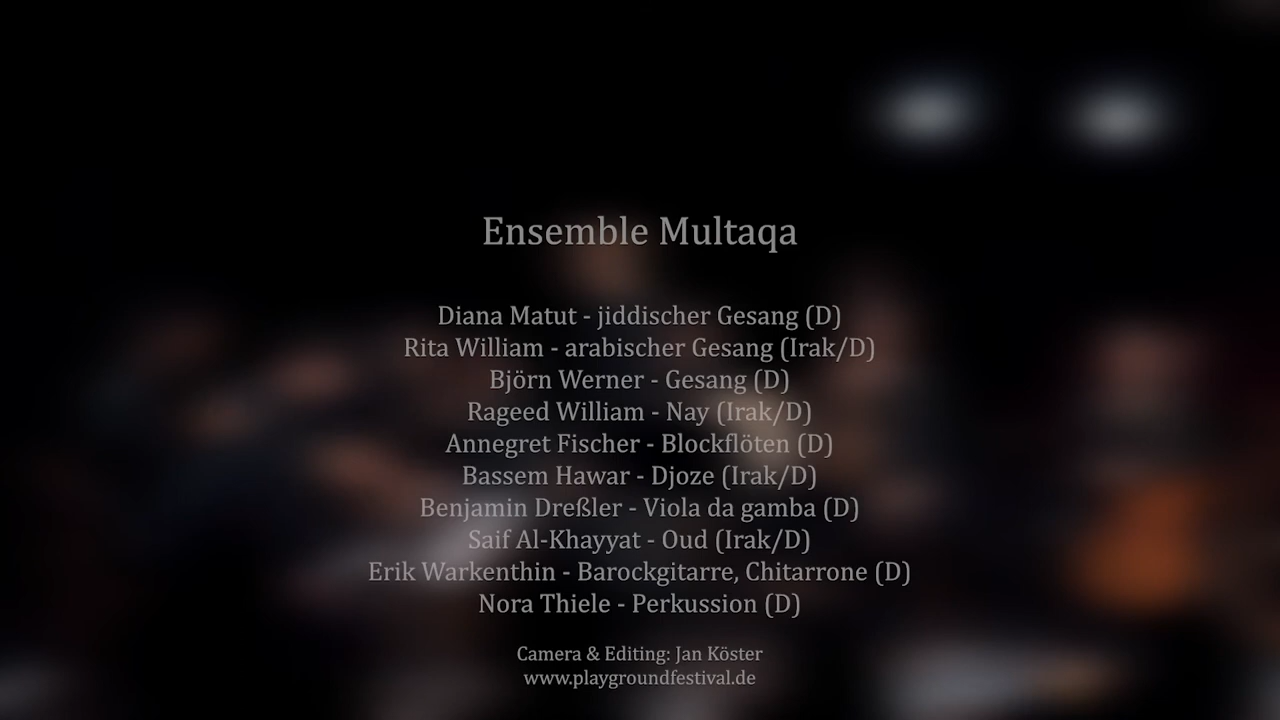 Ensemble Multaqa
Diana Matut - jiddischer Gesang (D)
Rita William - arabischer Gesang (Irak/D)
Björn Werner - Gesang (D)
Rageed William - Nay (Irak/D)
Annegret Fischer - Blockflöten (D)
Bassem Hawar - Djoze (Irak/D)
Benjamin Dreßler - Viola da gamba (D)
Saif Al-Khayyat - Oud (Irak/D)
Erik Warkenthin - Barockgitarre, Chitarrone (D)
Nora Thiele - Perkussion (D)
Camera & Editing: Jan Köster
www.playgroundfestival.de